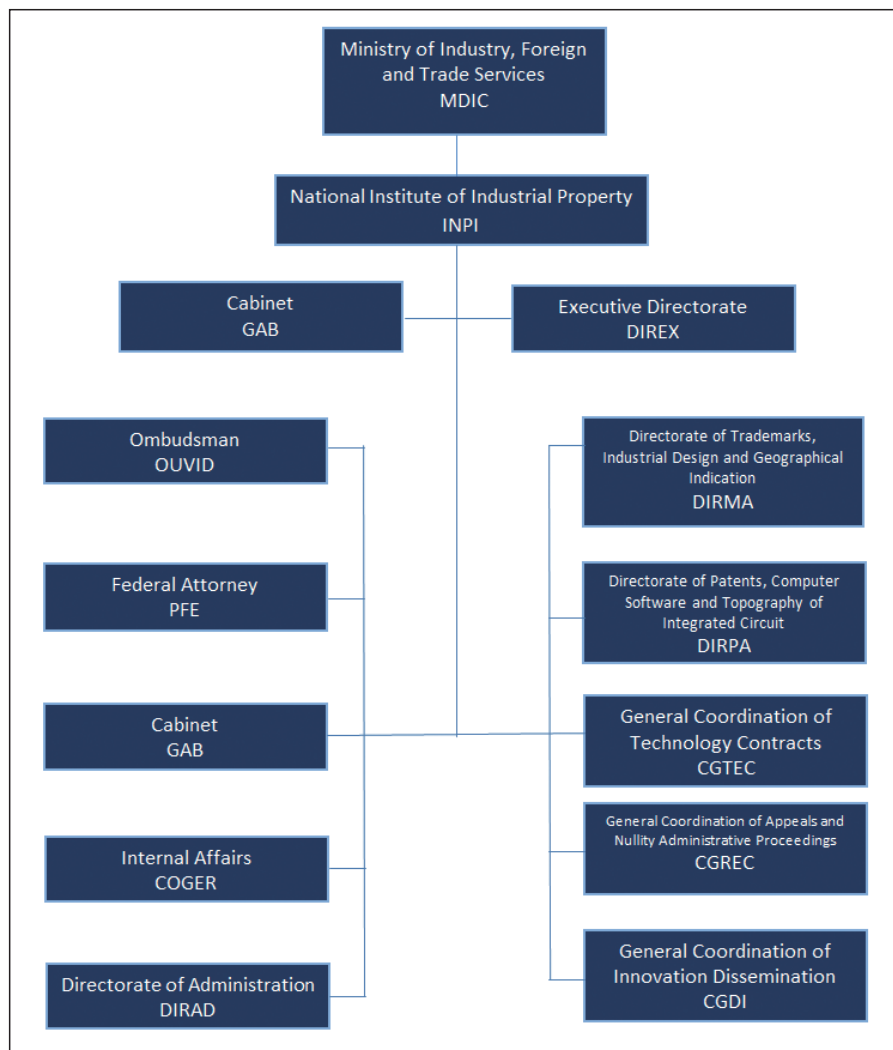 Ministry of Industry, Foreign
and Trade Services
MDIC
National Institute of Industrial Property
INPI
Cabinet
GAB
Executive Directorate
DIREX
Ombudsman
OUVID
Directorate of Trademarks,
Industrial Design and Geographical
Indication
DIRMA
Federal Attorney
PFE
Directorate of Patents, Computer
Software and Topography of
Integrated Circuit
DIRPA
Cabinet
GAB
General Coordination of
Technology Contracts
CGTEC
Internal Affairs
COGER
General Coordination of Appeals and
Nullity Administrative Proceedings
CGREC
Directorate of Administration
DIRAD
General Coordination of
Innovation Dissemination
CGDI